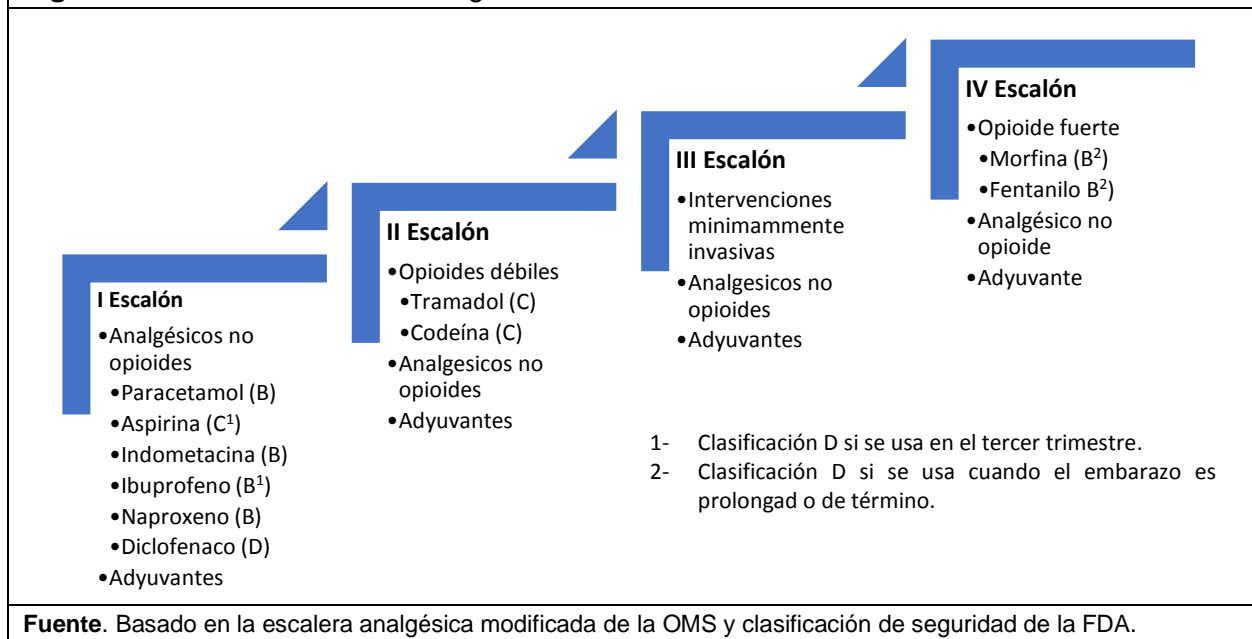 I Escalón
•Analgésicos no
opioides
•Paracetamol (B)
•Aspirina (C¹)
•Indometacina (B)
•Ibuprofeno (B¹)
•Naproxeno (B)
•Diclofenaco (D)
•Adyuvantes
II Escalón
•Opioides débiles
•Tramadol (C)
•Codeína (C)
•Analgesicos no
opioides
•Adyuvantes
III Escalón
•Intervenciones
minimammente
invasivas
•Analgesicos no
opioides
•Adyuvantes
IV Escalón
•Opioide fuerte
•Morfina (B²)
•Fentanilo B²)
•Analgésico no
opioide
•Adyuvante
1- Clasificación D si se usa en el tercer trimestre.
2- Clasificación D si se usa cuando el embarazo es
prolongad o de término.
Fuente. Basado en la escalera analgésica modificada de la OMS y clasificación de seguridad de la FDA.